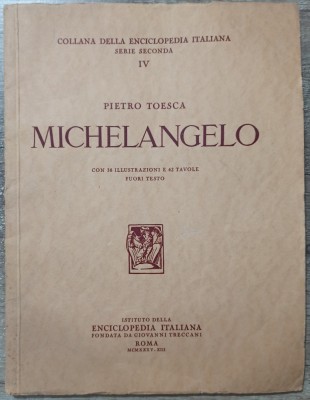 COLLANA DELLA ENCICLOPEDIA ITALIANA
SERIE SECONDA
IV
PIETRO TOESCA
MICHELANGELO
CON 38 ILLUSTRAZIONI E 42 TAVOLE
FUORI TESTO
ISTITUTO DELLA
ENCICLOPEDIA ITALIANA
FONDATA DA GIOVANNI TRECCANI
ROMA